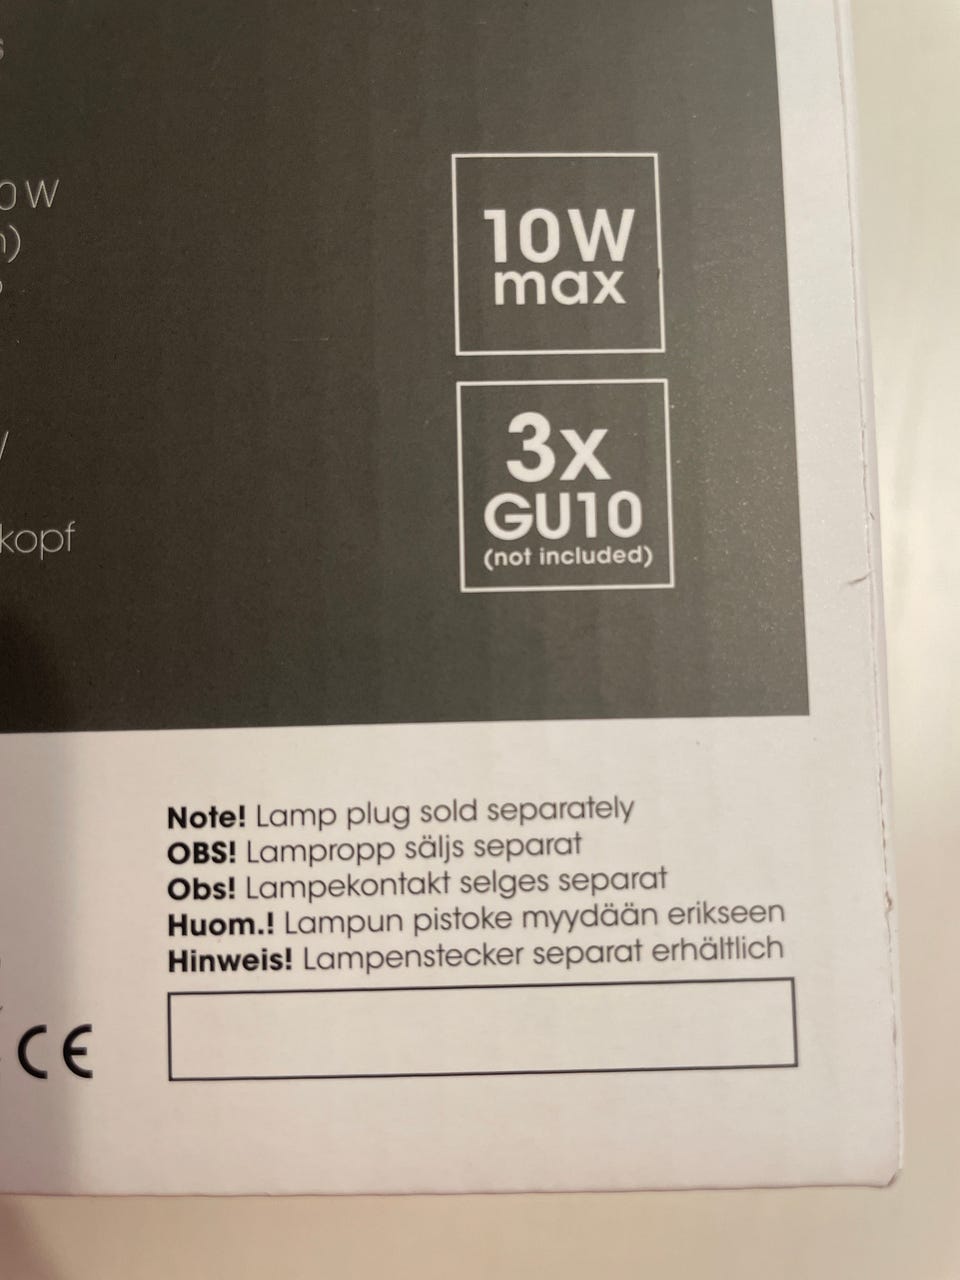 0 W
10W
max
3x
GU10
(not included)
kopf
Note! Lamp plug sold separately
OBS! Lampropp säljs separat
Obs! Lampekontakt selges separat
Huom.! Lampun pistoke myydään erikseen
Hinweis! Lampenstecker separat erhältlich
CE